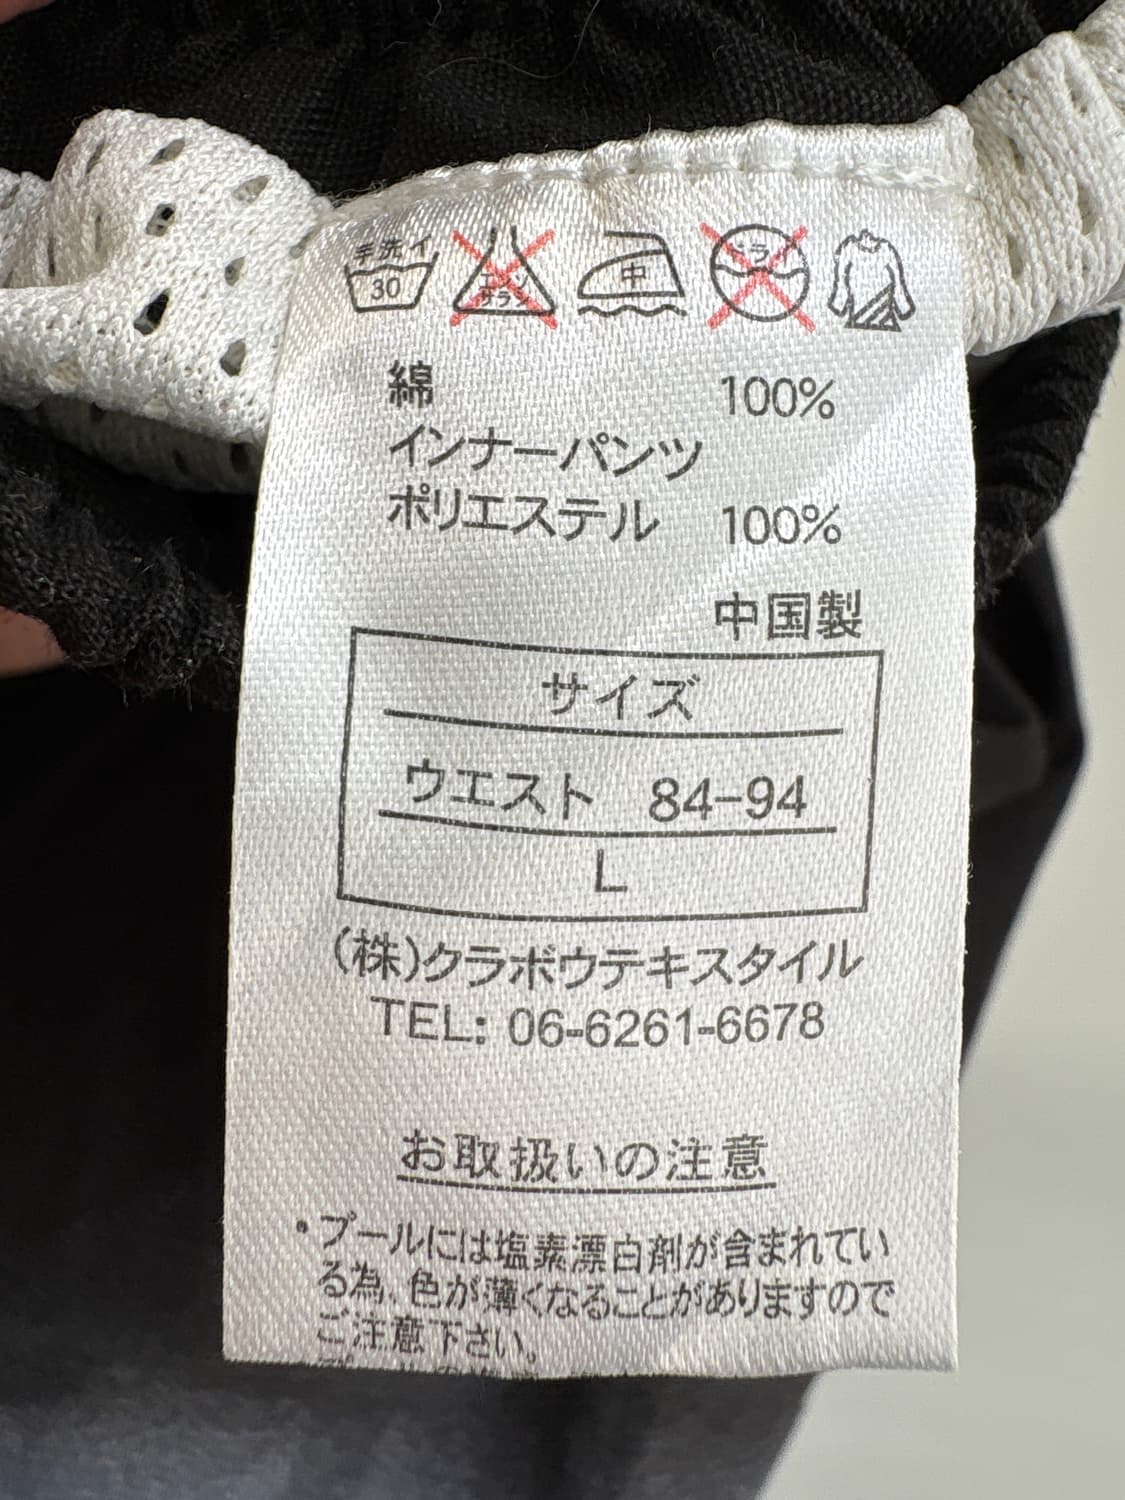 手洗イ
30
エンソ
サラシ
中
ドライ
綿 100%
インナーパンツ
ポリエステル 100%
中国製
サイズ
ウエスト 84-94
L
(株)クラボウテキスタイル
TEL: 06-6261-6678
お取扱いの注意
・プールには塩素漂白剤が含まれてい
る為、色が薄くなることがありますので
ご注意下さい。